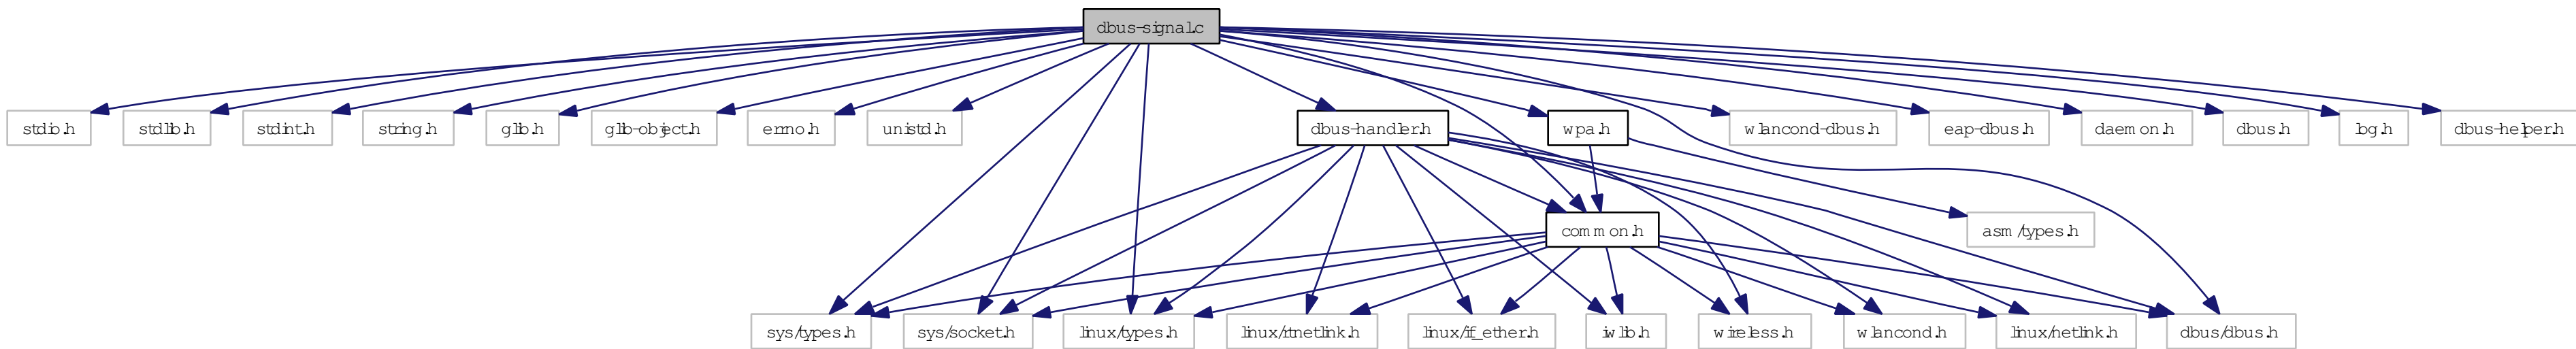 dbus-signal.c
stdio.h
stdlib.h
stdint.h
string.h
glib.h
glib-object.h
errno.h
unistd.h
dbus-handler.h
wpa.h
wlancond-dbus.h
eap-dbus.h
daemon.h
dbus.h
log.h
dbus-helper.h
common.h
asm/types.h
sys/types.h
sys/socket.h
linux/types.h
linux/rtnetlink.h
linux/if_ether.h
iwlib.h
wireless.h
wlancond.h
linux/netlink.h
dbus/dbus.h